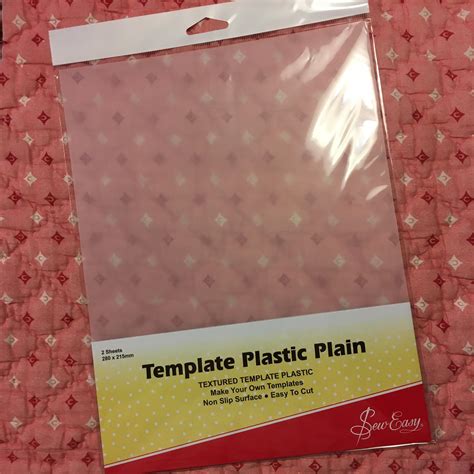 2 Sheets
280 x 215mm
Template Plastic Plain
TEXTURED TEMPLATE PLASTIC
Make Your Own Templates
Non Slip Surface • Easy To Cut
Sew Easy